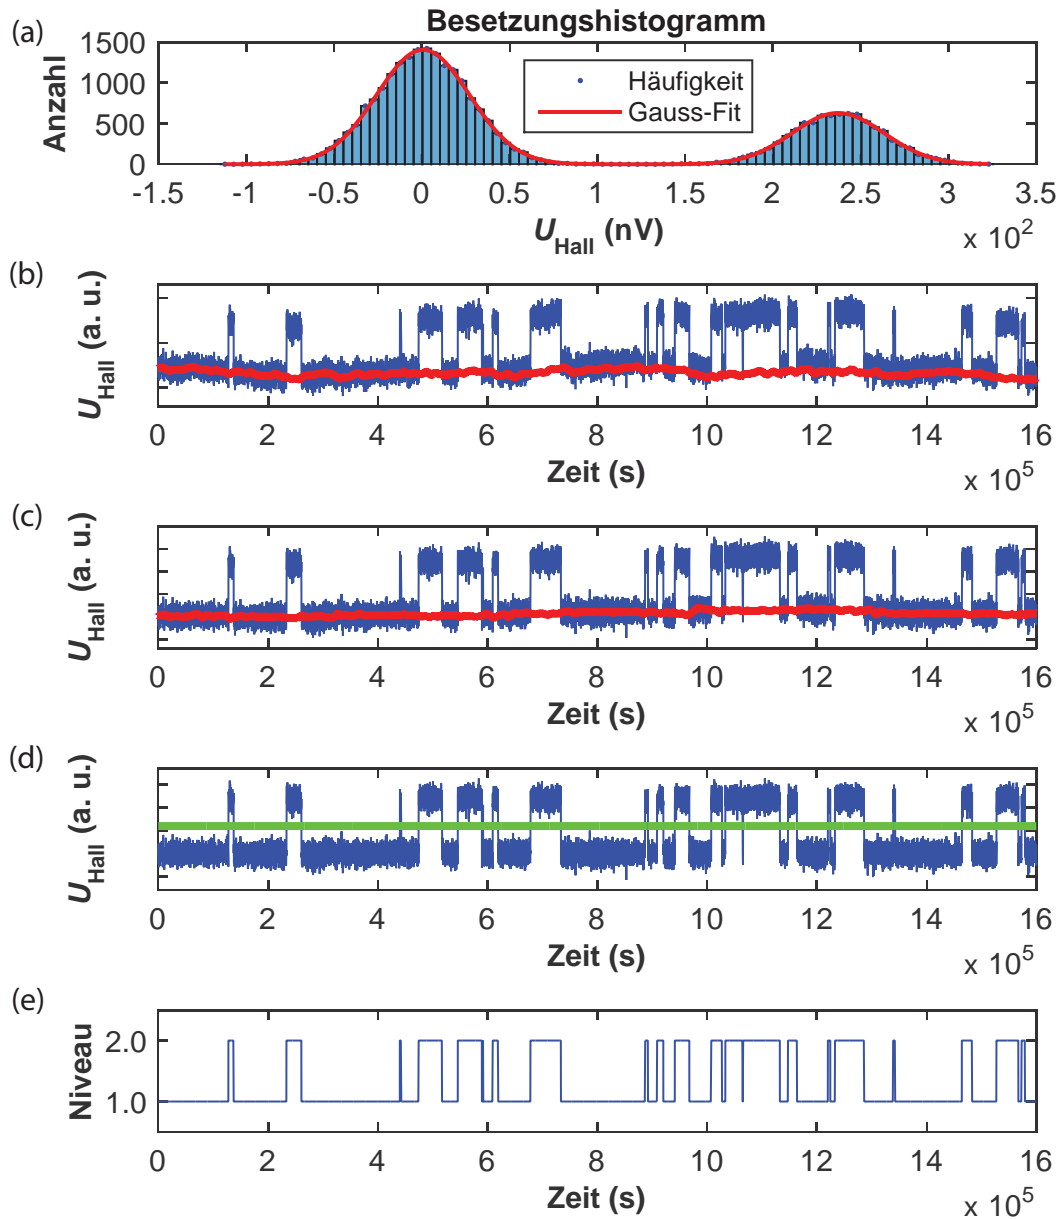 (a)
Besetzungshistogramm
Anzahl
1500
1000
500
0
Häufigkeit
Gauss-Fit
-1.5 -1 -0.5 0 0.5 1 1.5 2 2.5 3 3.5
U_Hall (nV)
x 10^2
(b)
U_Hall (a. u.)
0 2 4 6 8 10 12 14 16
Zeit (s)
x 10^5
(c)
U_Hall (a. u.)
0 2 4 6 8 10 12 14 16
Zeit (s)
x 10^5
(d)
U_Hall (a. u.)
0 2 4 6 8 10 12 14 16
Zeit (s)
x 10^5
(e)
Niveau
2.0
1.0
0 2 4 6 8 10 12 14 16
Zeit (s)
x 10^5